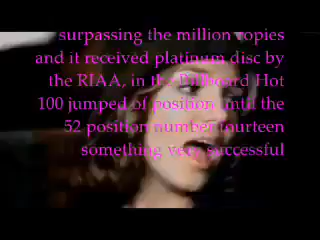 surpassing the million copies
and it received platinum disc by
the RIAA, in the Billboard Hot
100 jumped of position until the
52 position number fourteen
something very successful